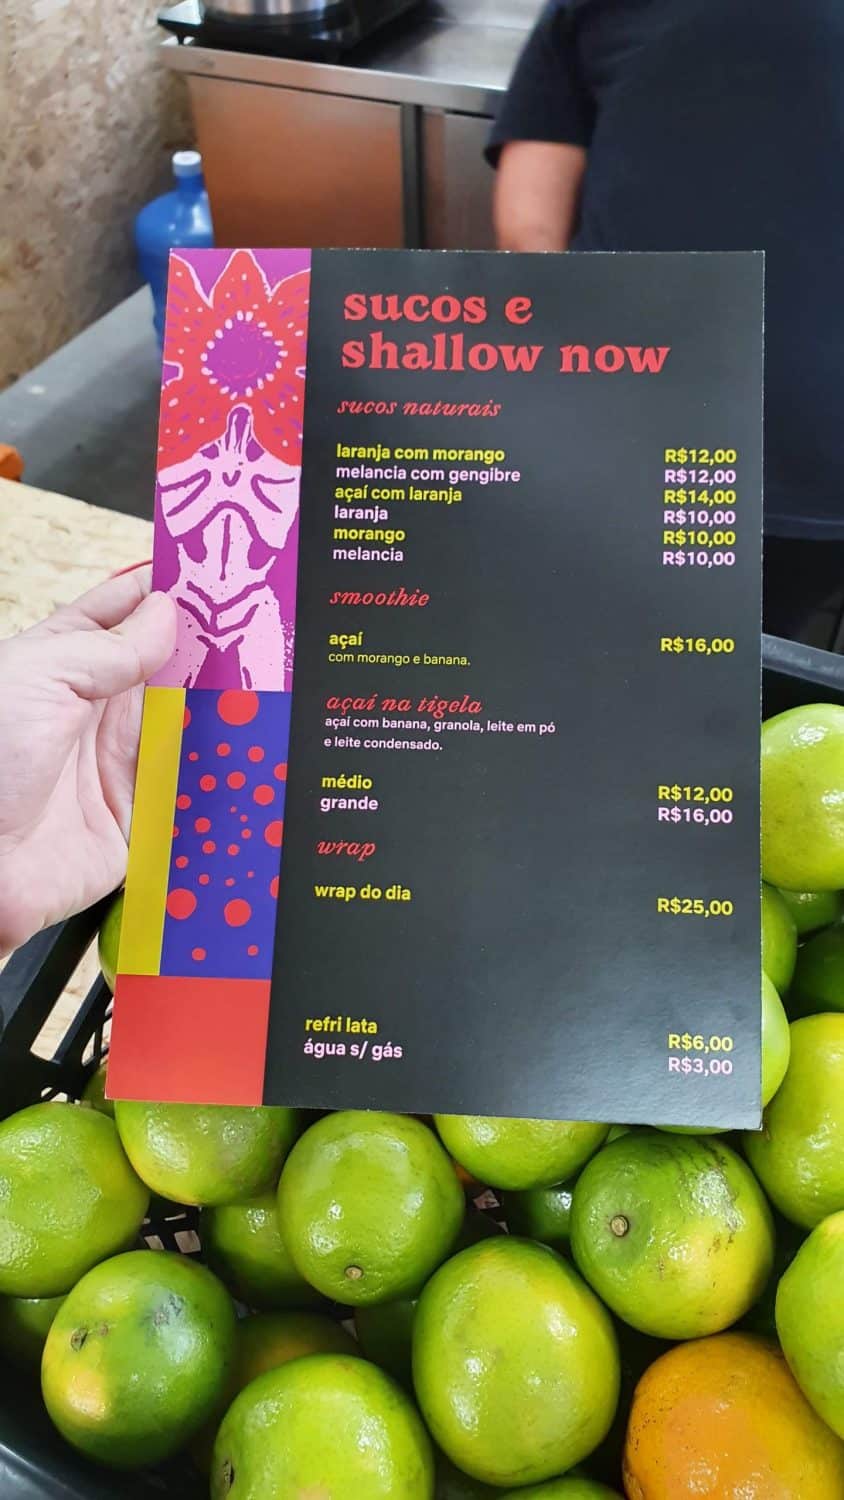 sucos e
shallow now
sucos naturais
laranja com morango R$12,00
melancia com gengibre R$12,00
açaí com laranja R$14,00
laranja R$10,00
morango R$10,00
melancia R$10,00
smoothie
açaí R$16,00
com morango e banana.
açaí na tigela
açaí com banana, granola, leite em pó
e leite condensado.
médio R$12,00
grande R$16,00
wrap
wrap do dia R$25,00
refri lata R$6,00
água s/ gás R$3,00